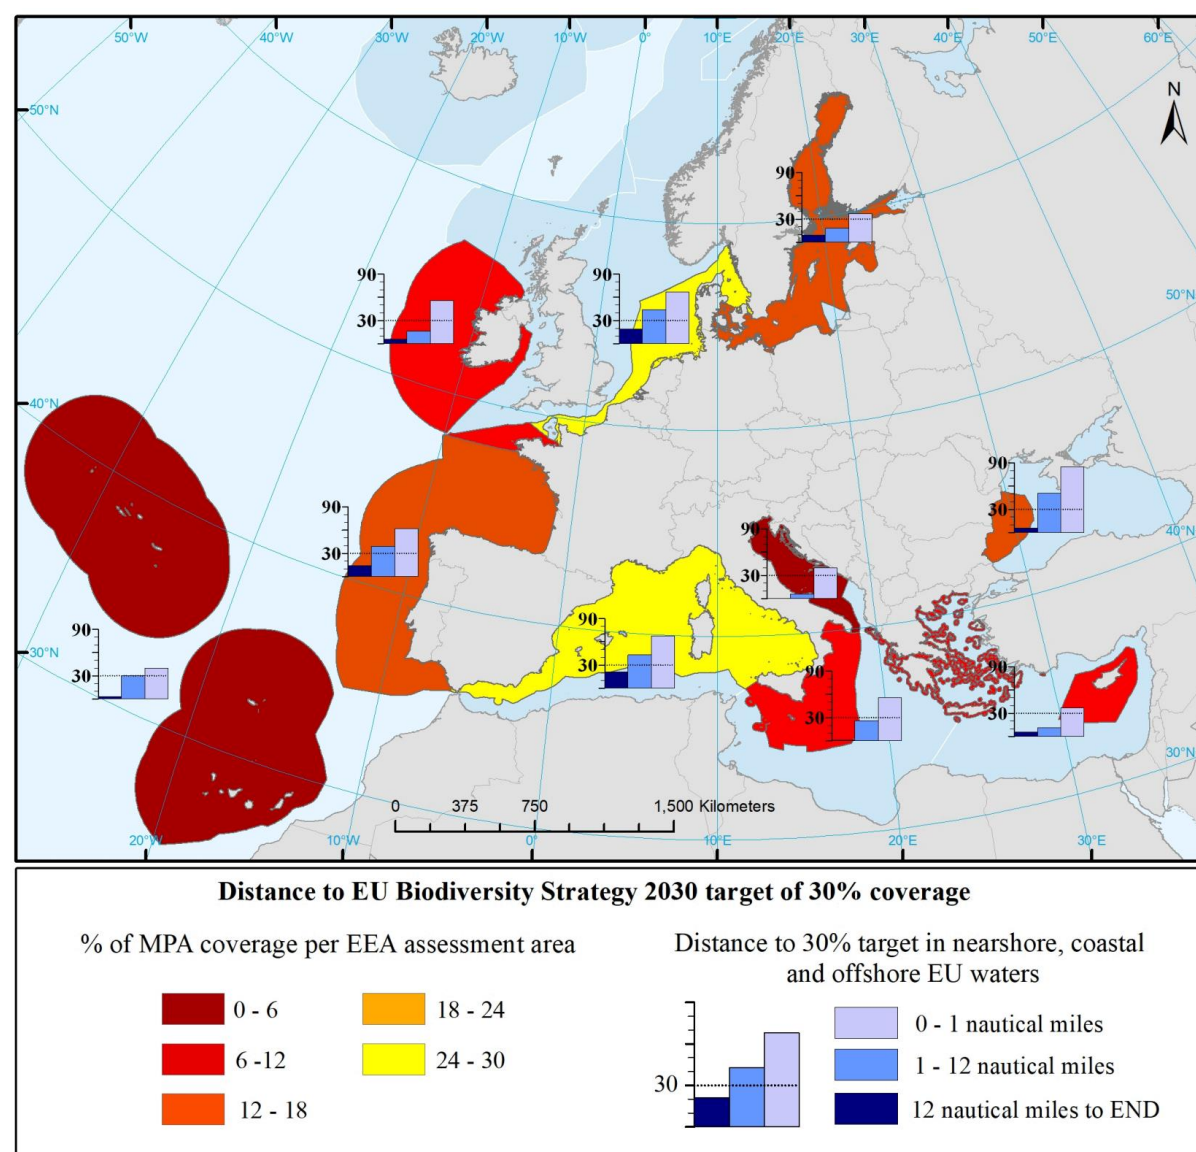 50°W 40°W 30°W 20°W 10°W 0° 10°E 20°E 30°E 40°E 50°E 60°E
N
50°N
90
30
90
30
90
30
50°N
40°N
90
30
90
30
90
30
40°N
90
30
90
30
90
30
90
30
30°N
30°N
0 375 750 1,500 Kilometers
20°W 10°W 0° 10°E 20°E 30°E
Distance to EU Biodiversity Strategy 2030 target of 30% coverage
% of MPA coverage per EEA assessment area
0 - 6
18 - 24
6 -12
24 - 30
12 - 18
Distance to 30% target in nearshore, coastal
and offshore EU waters
30
0 - 1 nautical miles
1 - 12 nautical miles
12 nautical miles to END